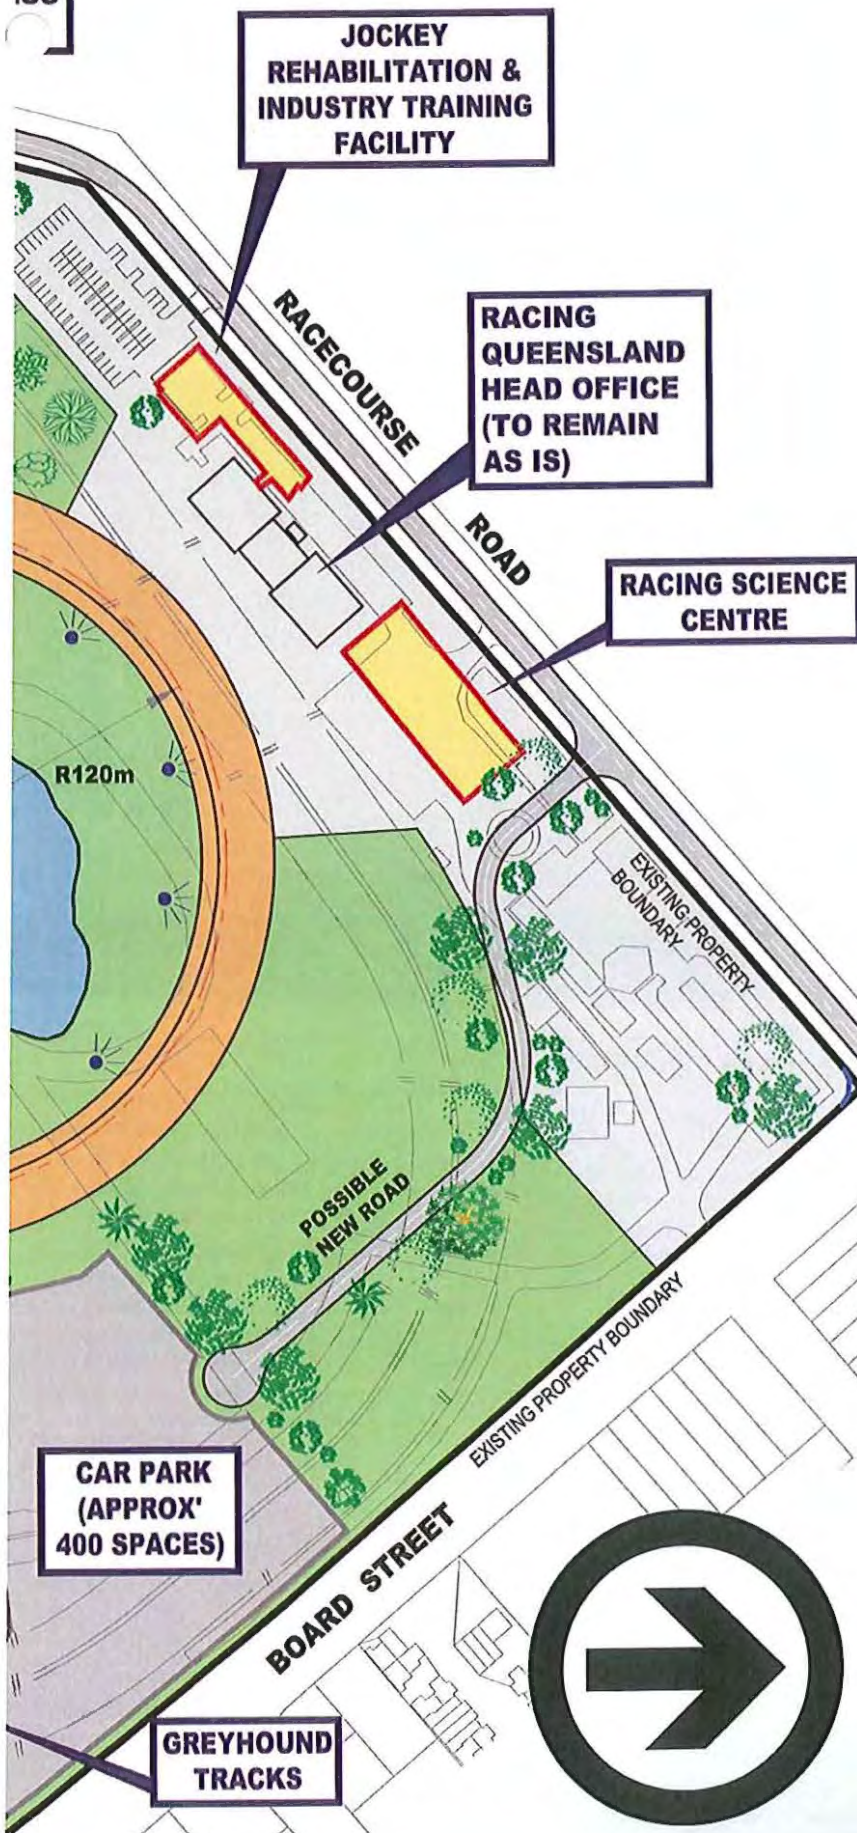 JOCKEY
REHABILITATION &
INDUSTRY TRAINING
FACILITY
RACECOURSE
ROAD
RACING
QUEENSLAND
HEAD OFFICE
(TO REMAIN
AS IS)
RACING SCIENCE
CENTRE
R120m
EXISTING PROPERTY
BOUNDARY
POSSIBLE
NEW ROAD
EXISTING PROPERTY BOUNDARY
CAR PARK
(APPROX'
400 SPACES)
BOARD STREET
GREYHOUND
TRACKS